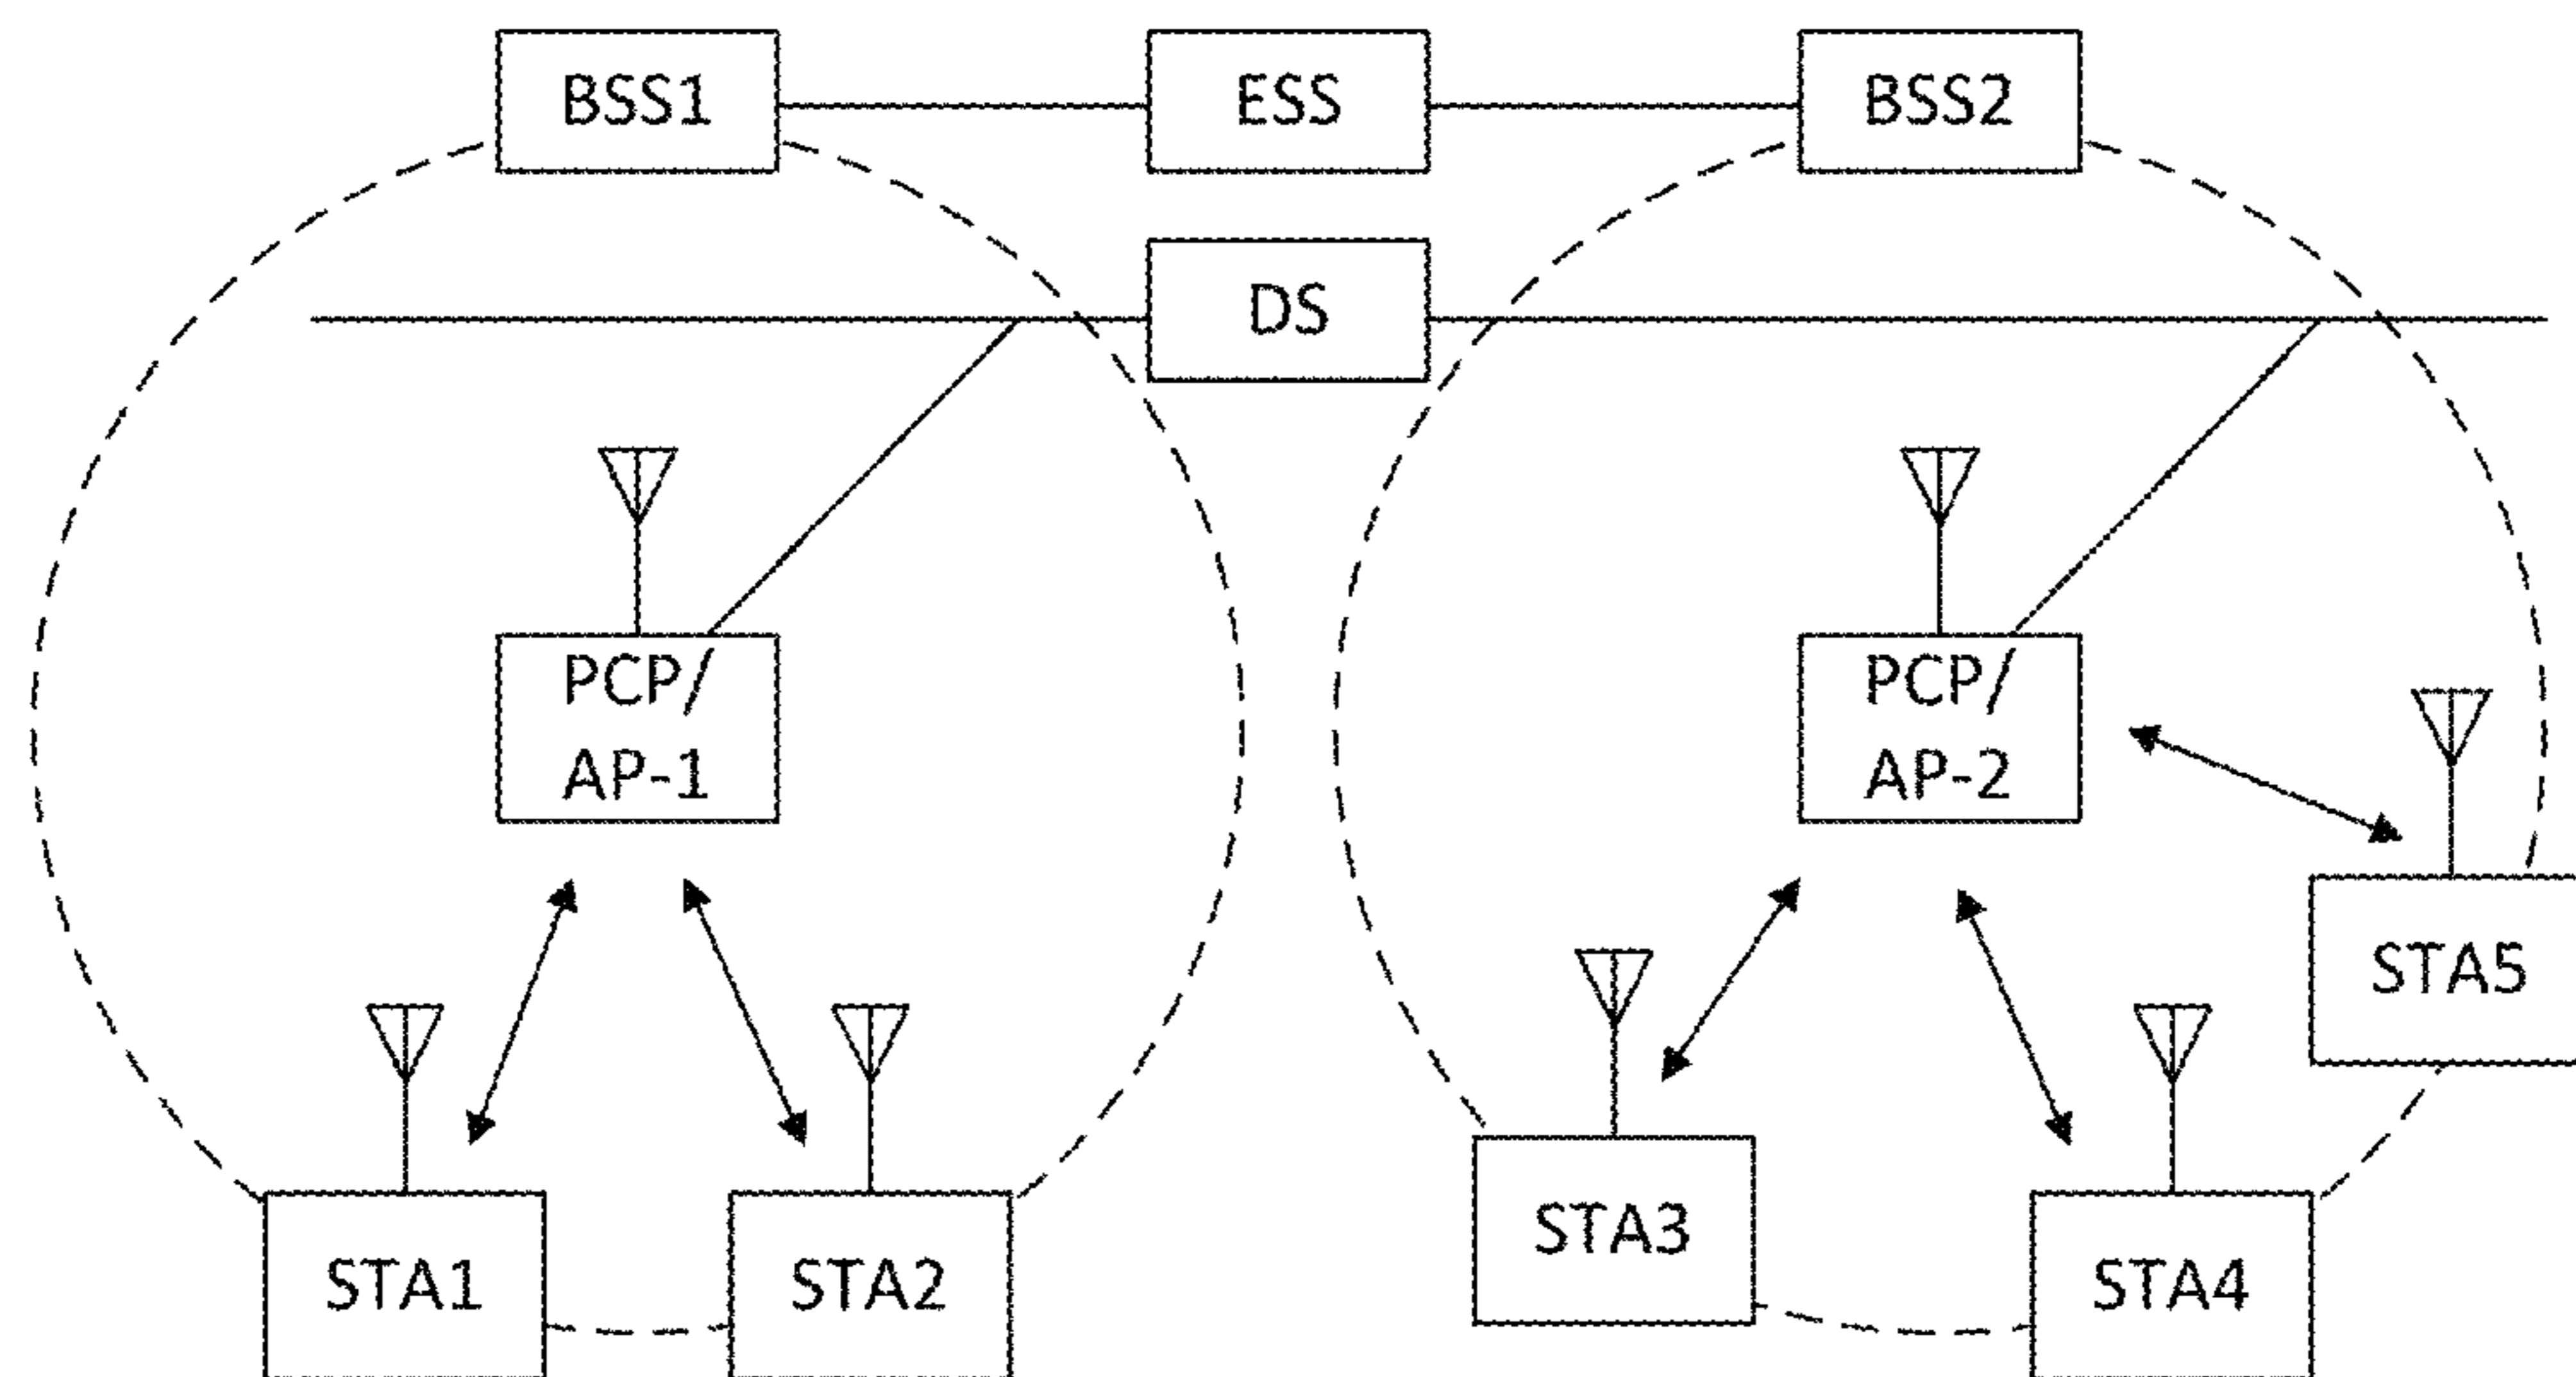 BSS1
ESS
BSS2
DS
PCP/
AP-1
PCP/
AP-2
STA5
STA3
STA1
STA2
STA4